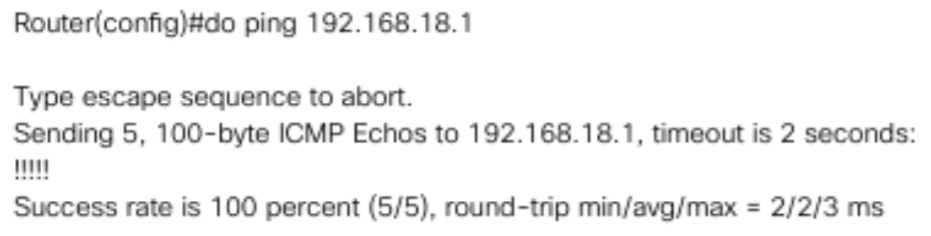 Router(config)#do ping 192.168.18.1
Type escape sequence to abort.
Sending 5, 100-byte ICMP Echos to 192.168.18.1, timeout is 2 seconds:
!!!!!
Success rate is 100 percent (5/5), round-trip min/avg/max = 2/2/3 ms